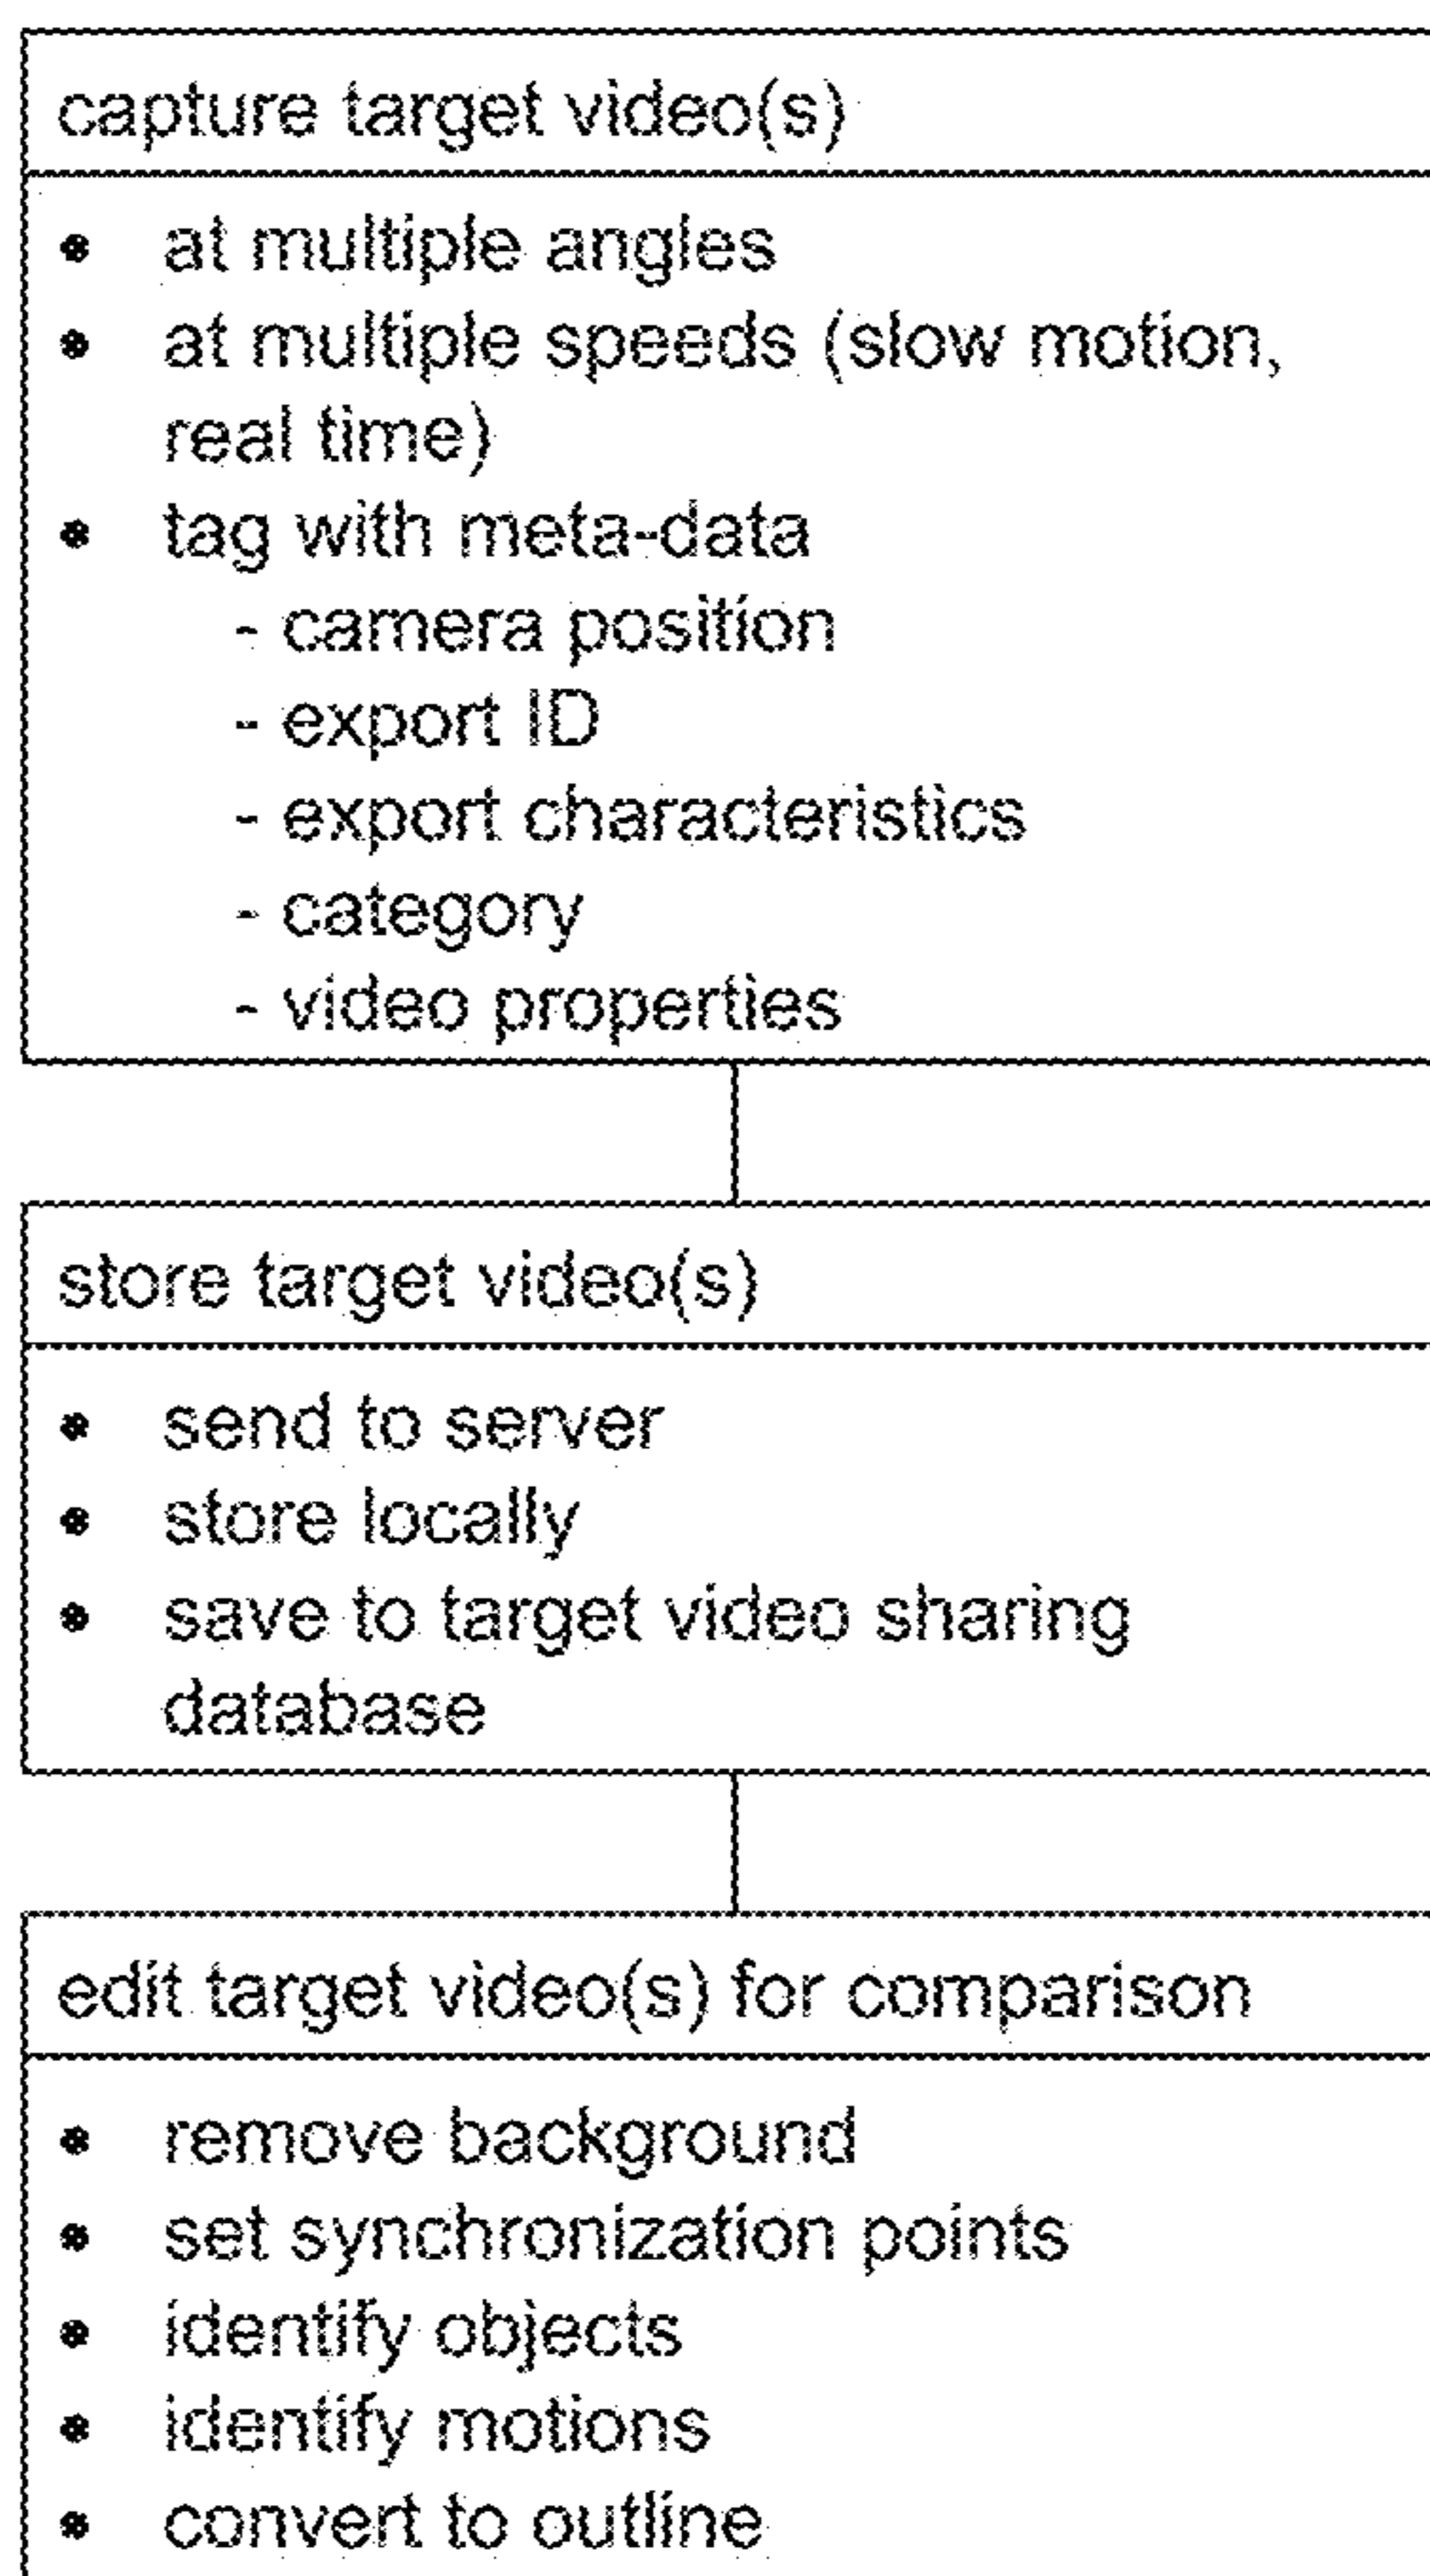 capture target video(s)
• at multiple angles
• at multiple speeds (slow motion,
real time)
• tag with meta-data
- camera position
- export ID
- export characteristics
- category
- video properties
store target video(s)
• send to server
• store locally
• save to target video sharing
database
edit target video(s) for comparison
• remove background
• set synchronization points
• identify objects
• identify motions
• convert to outline